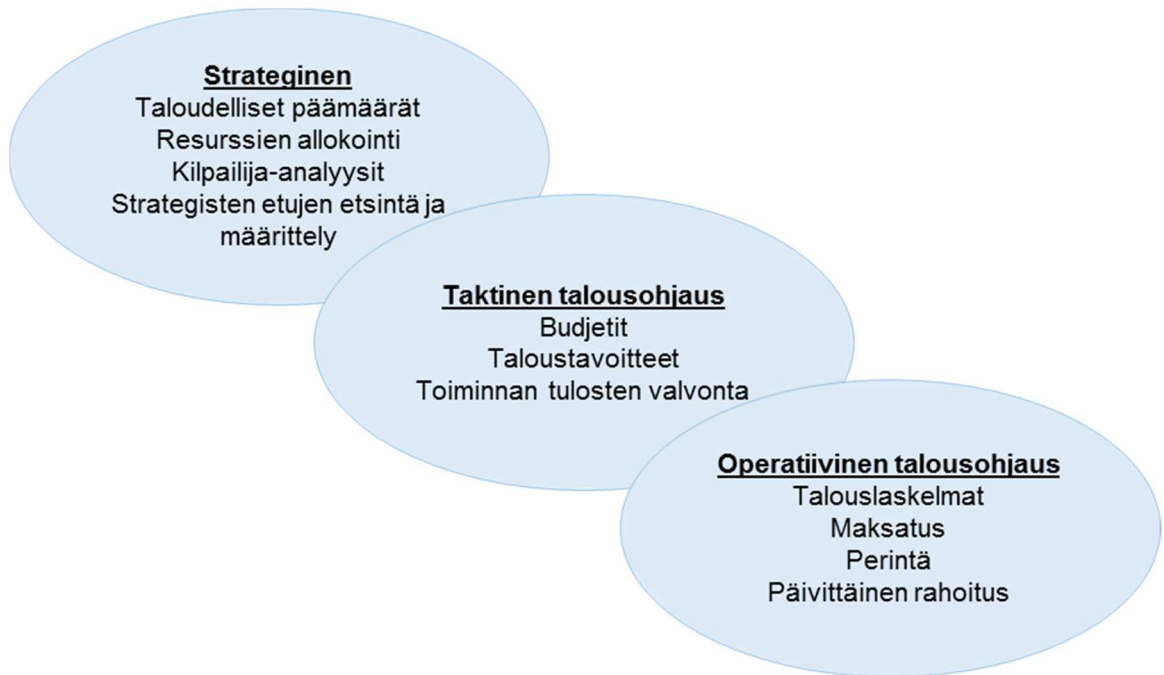 Strateginen
Taloudelliset päämäärät
Resurssien allokointi
Kilpailija-analyysit
Strategisten etujen etsintä ja
määrittely
Taktinen talousohjaus
Budjetit
Taloustavoitteet
Toiminnan tulosten valvonta
Operatiivinen talousohjaus
Talouslaskelmat
Maksatus
Perintä
Päivittäinen rahoitus